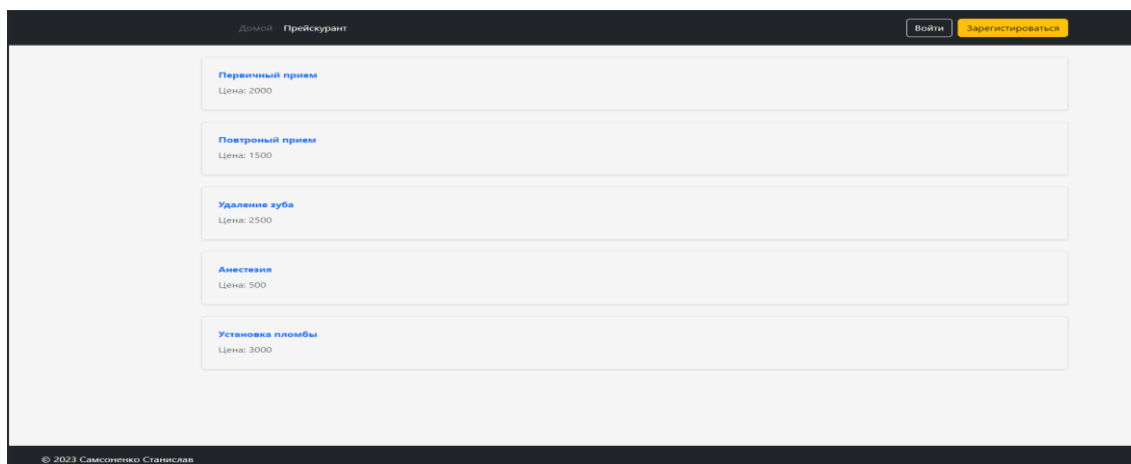 Домой Прейскурант Войти Зарегистироваться
Первичный прием
Цена: 2000
Повтроный прием
Цена: 1500
Удаление зуба
Цена: 2500
Анестезия
Цена: 500
Установка пломбы
Цена: 3000
© 2023 Самсоненко Станислав